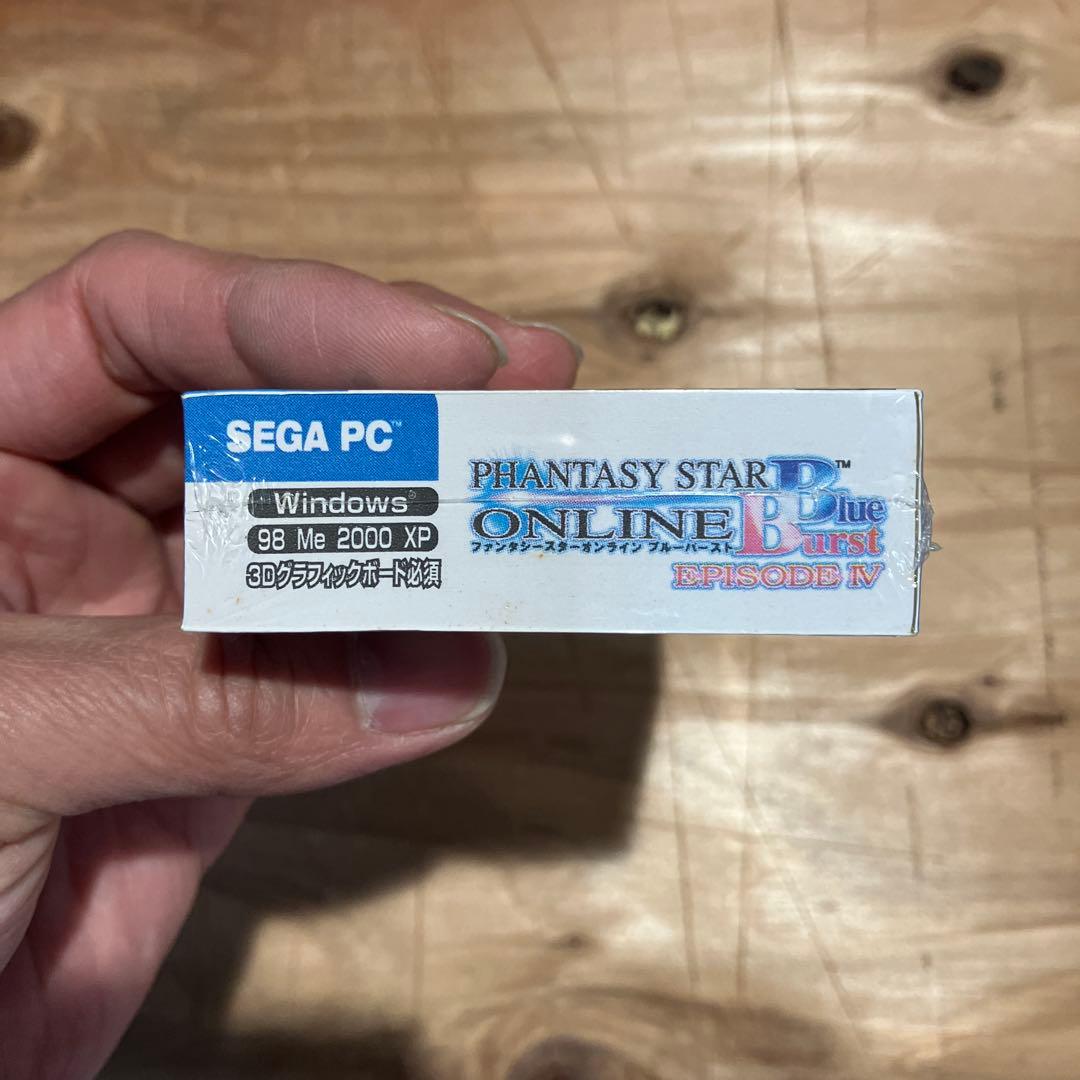 SEGA PC™
Windows®
98 Me 2000 XP
3Dグラフィックボード必須
PHANTASY STAR
ONLINE
Blue™
Burst
ファンタシースターオンライン ブルーバースト
EPISODE Ⅳ